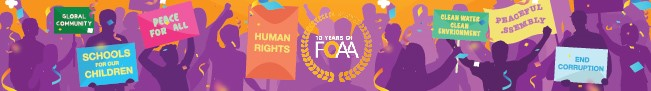 GLOBAL
COMMUNITY
SCHOOLS
FOR OUR
CHILDREN
PEACE
FOR ALL
HUMAN
RIGHTS
10 YEARS OF
FOAA
CLEAN WATER
CLEAN
ENVIRONMENT
PEACEFUL
ASSEMBLY
END
CORRUPTION